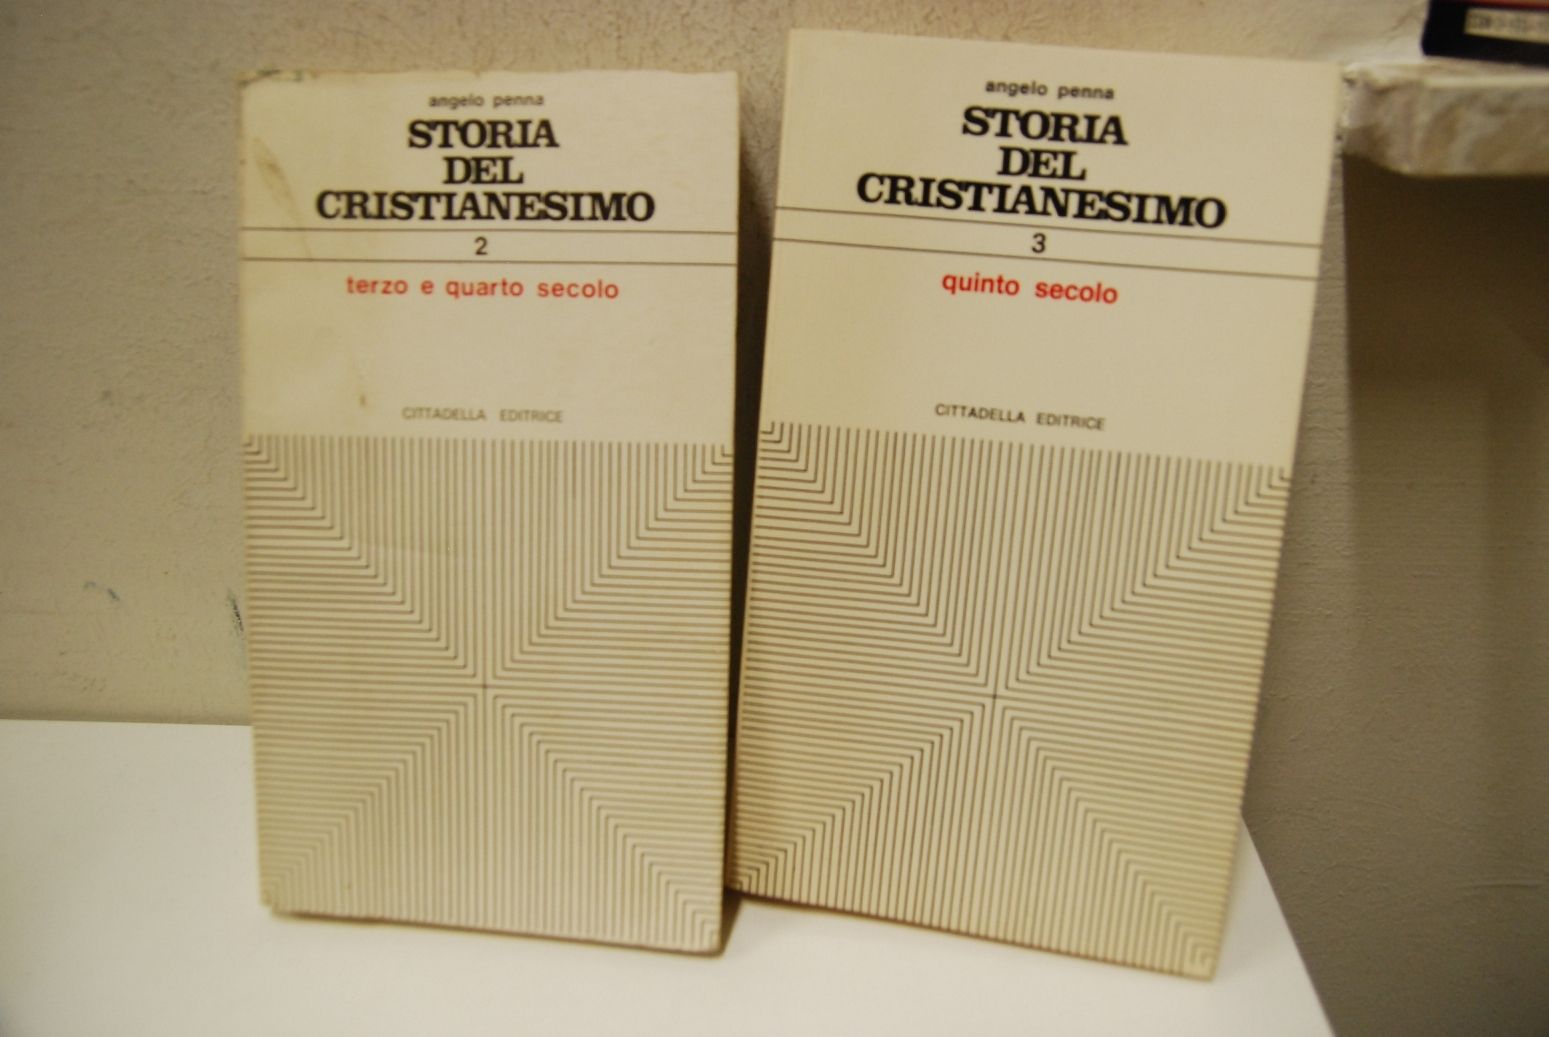 angelo penna
STORIA
DEL
CRISTIANESIMO
2
terzo e quarto secolo
CITTADELLA EDITRICE
angelo penna
STORIA
DEL
CRISTIANESIMO
3
quinto secolo
CITTADELLA EDITRICE